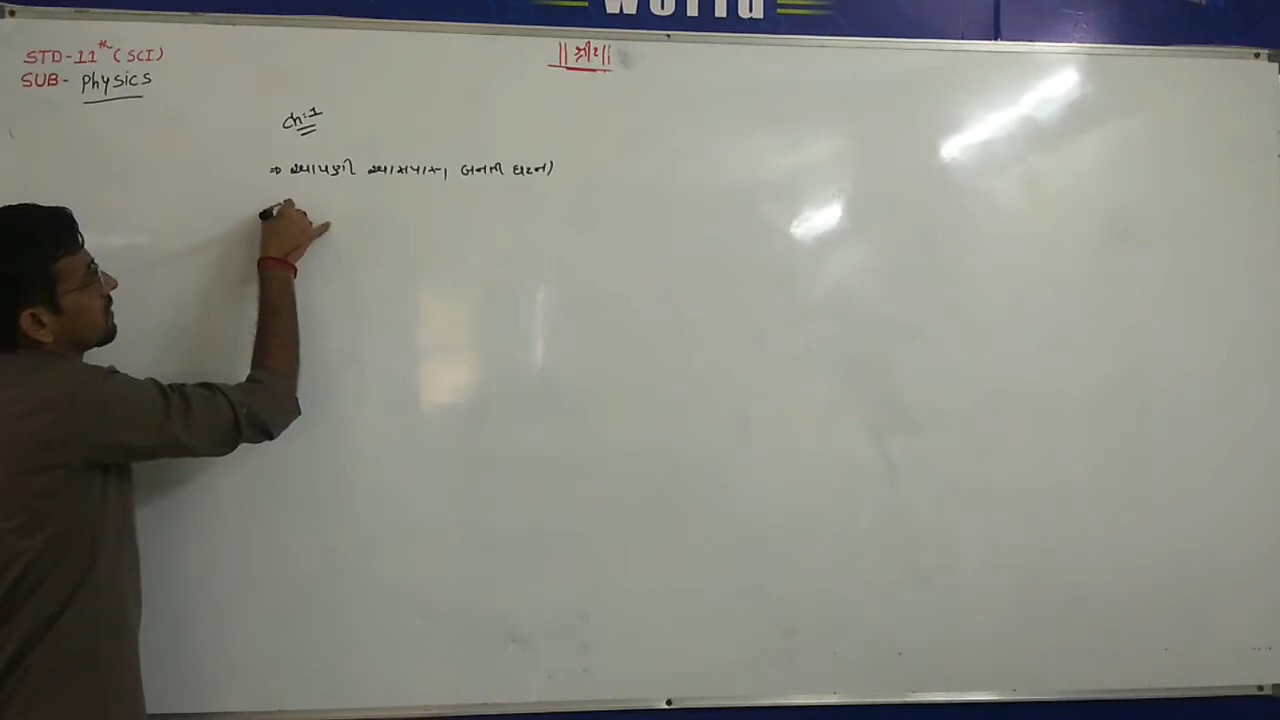 World
STD-11th (SCI)
|| શ્રી ||
SUB- Physics
Ch:1
⇒ આપણી આસપાસ, બનતી ઘટના